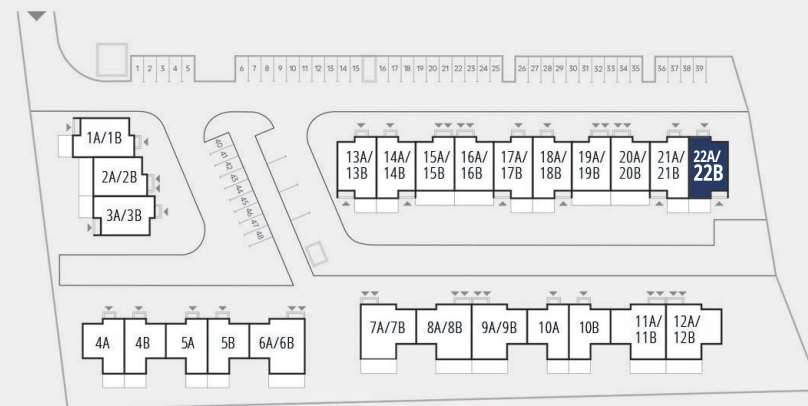 1 2 3 4 5
6 7 8 9 10 11 12 13 14 15
16 17 18 19 20 21 22 23 24 25
26 27 28 29 30 31 32 33 34 35
36 37 38 39
40
41
42
43
44
45
46
47
48
1A/1B
2A/2B
3A/3B
13A/
13B
14A/
14B
15A/
15B
16A/
16B
17A/
17B
18A/
18B
19A/
19B
20A/
20B
21A/
21B
22A/
22B
4A
4B
5A
5B
6A/6B
7A/7B
8A/8B
9A/9B
10A
10B
11A/
11B
12A/
12B